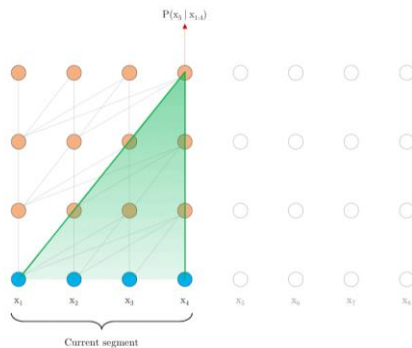 P(x₅ | x₁:₄)
x₁ x₂ x₃ x₄ x₅ x₆ x₇ x₈
Current segment